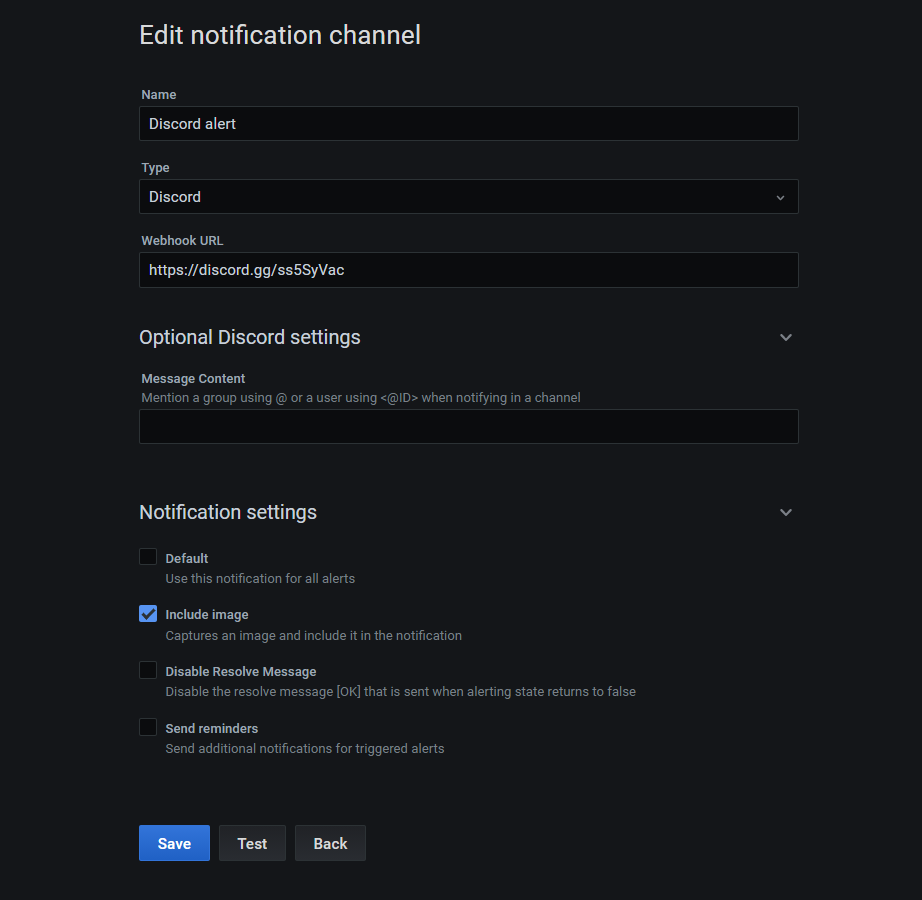 Edit notification channel
Name
Discord alert
Type
Discord
Webhook URL
https://discord.gg/ss5SyVac
Optional Discord settings
Message Content
Mention a group using @ or a user using <@ID> when notifying in a channel
Notification settings
Default
Use this notification for all alerts
Include image
Captures an image and include it in the notification
Disable Resolve Message
Disable the resolve message [OK] that is sent when alerting state returns to false
Send reminders
Send additional notifications for triggered alerts
Save Test Back